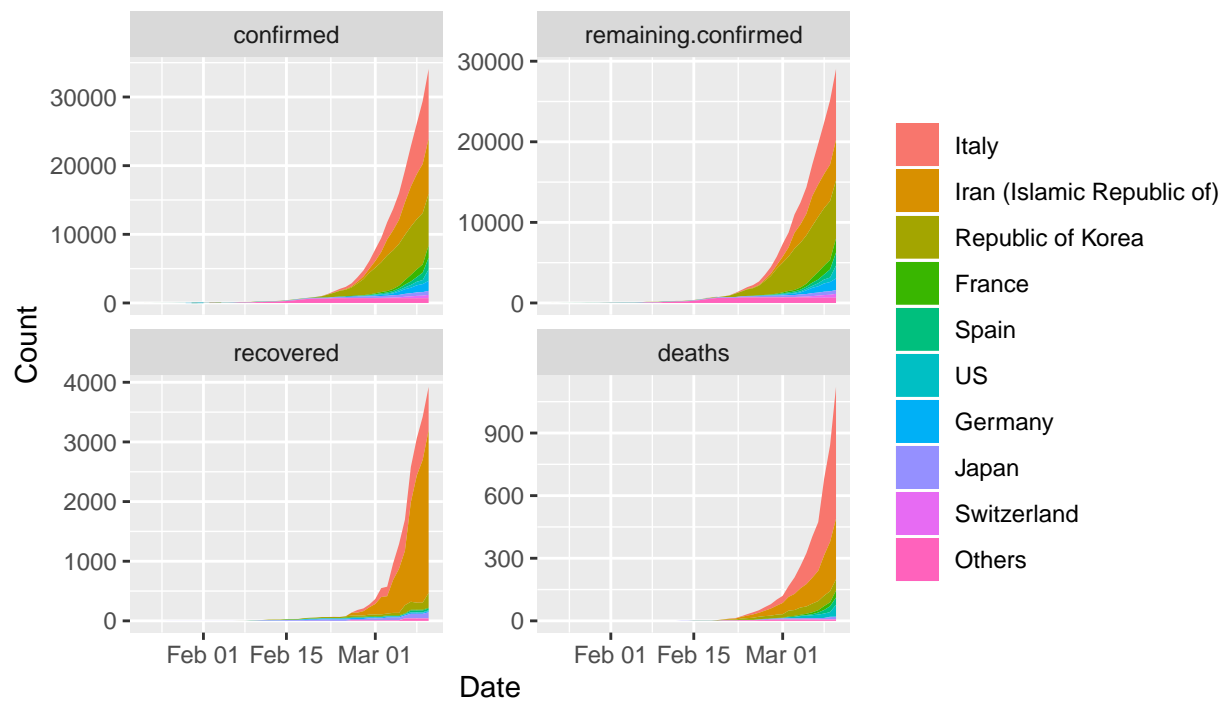 confirmed
remaining.confirmed
30000
20000
10000
0
30000
20000
10000
0
recovered
deaths
4000
3000
2000
1000
0
900
600
300
0
Feb 01 Feb 15 Mar 01
Feb 01 Feb 15 Mar 01
Count
Date
Italy
Iran (Islamic Republic of)
Republic of Korea
France
Spain
US
Germany
Japan
Switzerland
Others